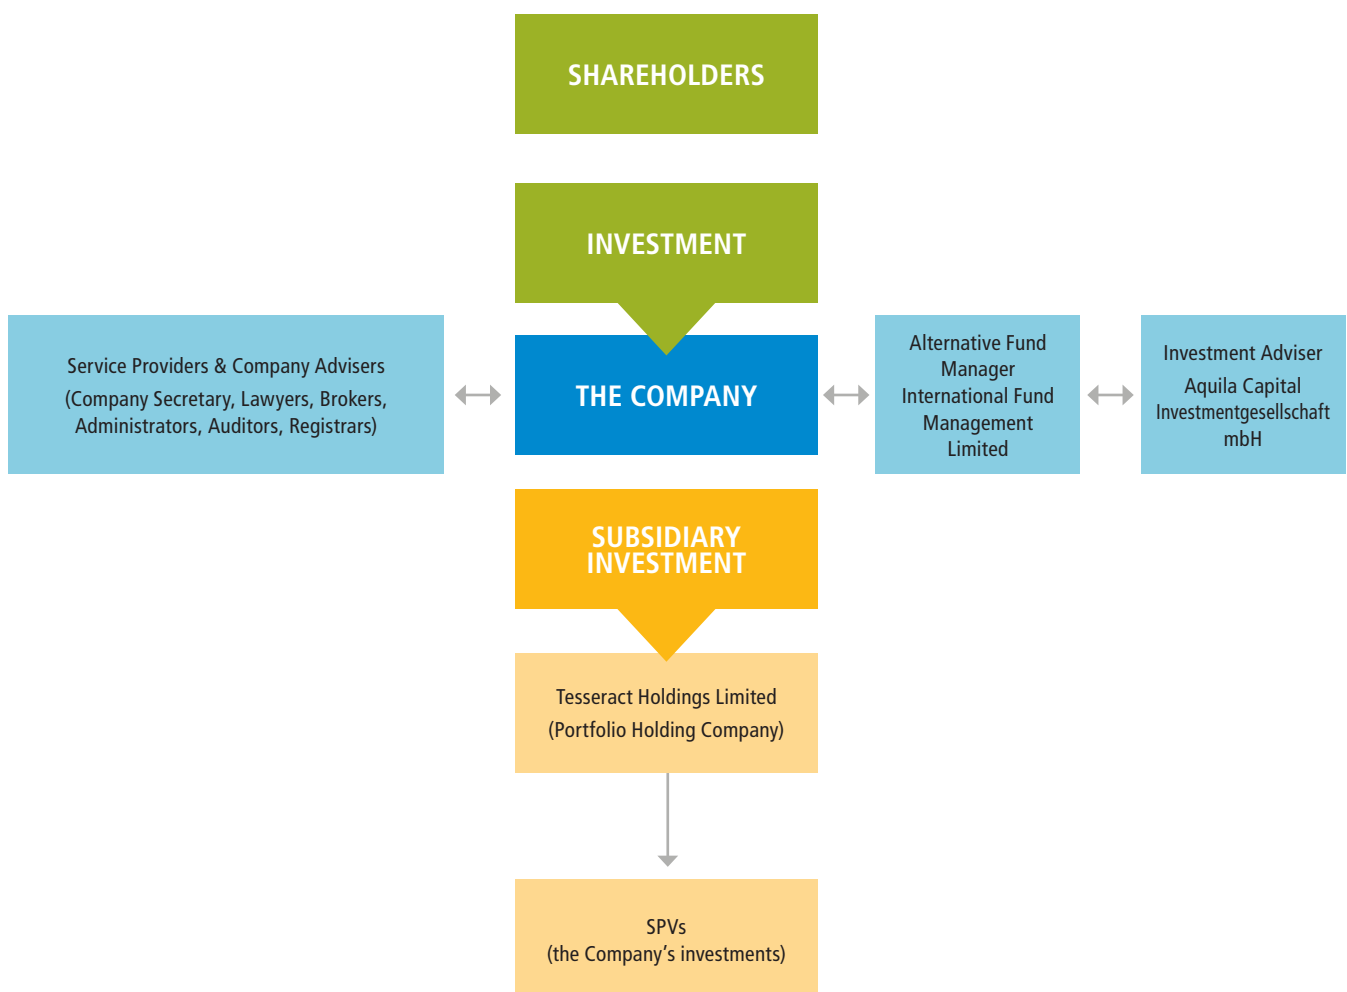 SHAREHOLDERS
INVESTMENT
Service Providers & Company Advisers
(Company Secretary, Lawyers, Brokers,
Administrators, Auditors, Registrars)
THE COMPANY
Alternative Fund
Manager
International Fund
Management
Limited
Investment Adviser
Aquila Capital
Investmentgesellschaft
mbH
SUBSIDIARY
INVESTMENT
Tesseract Holdings Limited
(Portfolio Holding Company)
SPVs
(the Company’s investments)